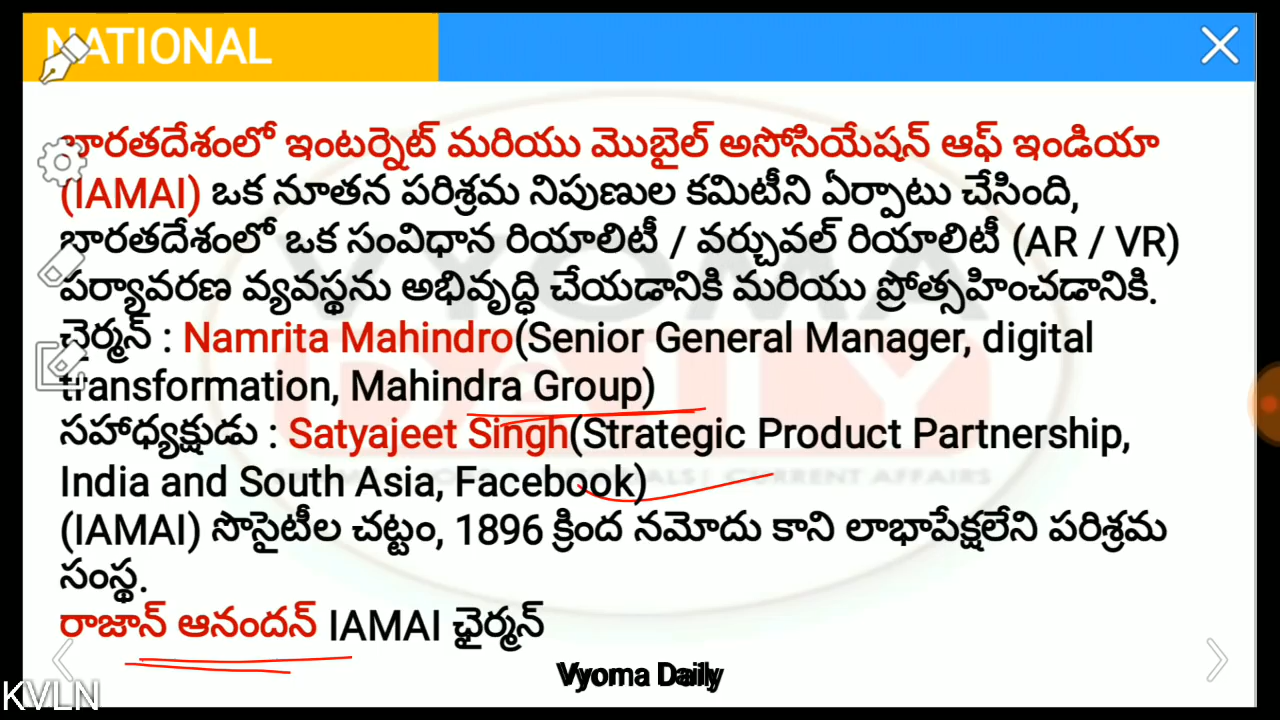 NATIONAL
భారతదేశంలో ఇంటర్నెట్ మరియు మొబైల్ అసోసియేషన్ ఆఫ్ ఇండియా
(IAMAI) ఒక నూతన పరిశ్రమ నిపుణుల కమిటీని ఏర్పాటు చేసింది,
భారతదేశంలో ఒక సంవిధాన రియాలిటీ / వర్చువల్ రియాలిటీ (AR / VR)
పర్యావరణ వ్యవస్థను అభివృద్ధి చేయడానికి మరియు ప్రోత్సహించడానికి.
ఛైర్మన్ : Namrita Mahindro(Senior General Manager, digital
transformation, Mahindra Group)
సహాధ్యక్షుడు : Satyajeet Singh(Strategic Product Partnership,
India and South Asia, Facebook)
(IAMAI) సొసైటీల చట్టం, 1896 క్రింద నమోదు కాని లాభాపేక్షలేని పరిశ్రమ
సంస్థ.
రాజాన్ ఆనందన్ IAMAI ఛైర్మన్
Vyoma Daily
KVLN